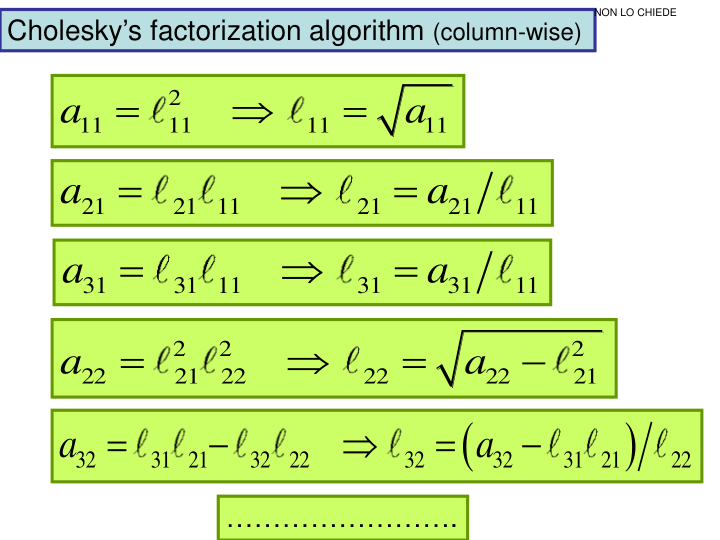 NON LO CHIEDE
Cholesky’s factorization algorithm (column-wise)
a₁₁ = ℓ₁₁² ⇒ ℓ₁₁ = √a₁₁
a₂₁ = ℓ₂₁ℓ₁₁ ⇒ ℓ₂₁ = a₂₁/ℓ₁₁
a₃₁ = ℓ₃₁ℓ₁₁ ⇒ ℓ₃₁ = a₃₁/ℓ₁₁
a₂₂ = ℓ₂₁²ℓ₂₂² ⇒ ℓ₂₂ = √(a₂₂ − ℓ₂₁²)
a₃₂ = ℓ₃₁ℓ₂₁− ℓ₃₂ℓ₂₂ ⇒ ℓ₃₂ = (a₃₂ − ℓ₃₁ℓ₂₁)/ℓ₂₂
…………………….